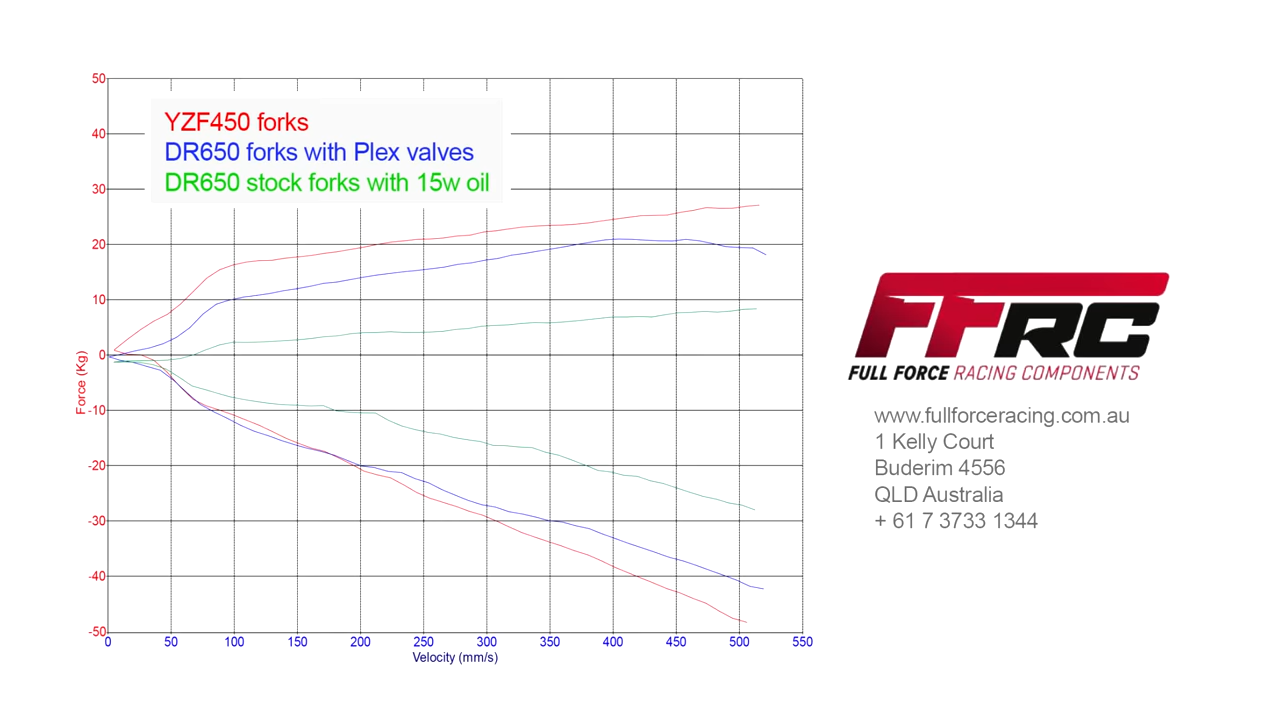 50
40
30
20
10
0
-10
-20
-30
-40
-50
Force (Kg)
YZF450 forks
DR650 forks with Plex valves
DR650 stock forks with 15w oil
0 50 100 150 200 250 300 350 400 450 500 550
Velocity (mm/s)
FFRC
FULL FORCE RACING COMPONENTS
www.fullforceracing.com.au
1 Kelly Court
Buderim 4556
QLD Australia
+ 61 7 3733 1344